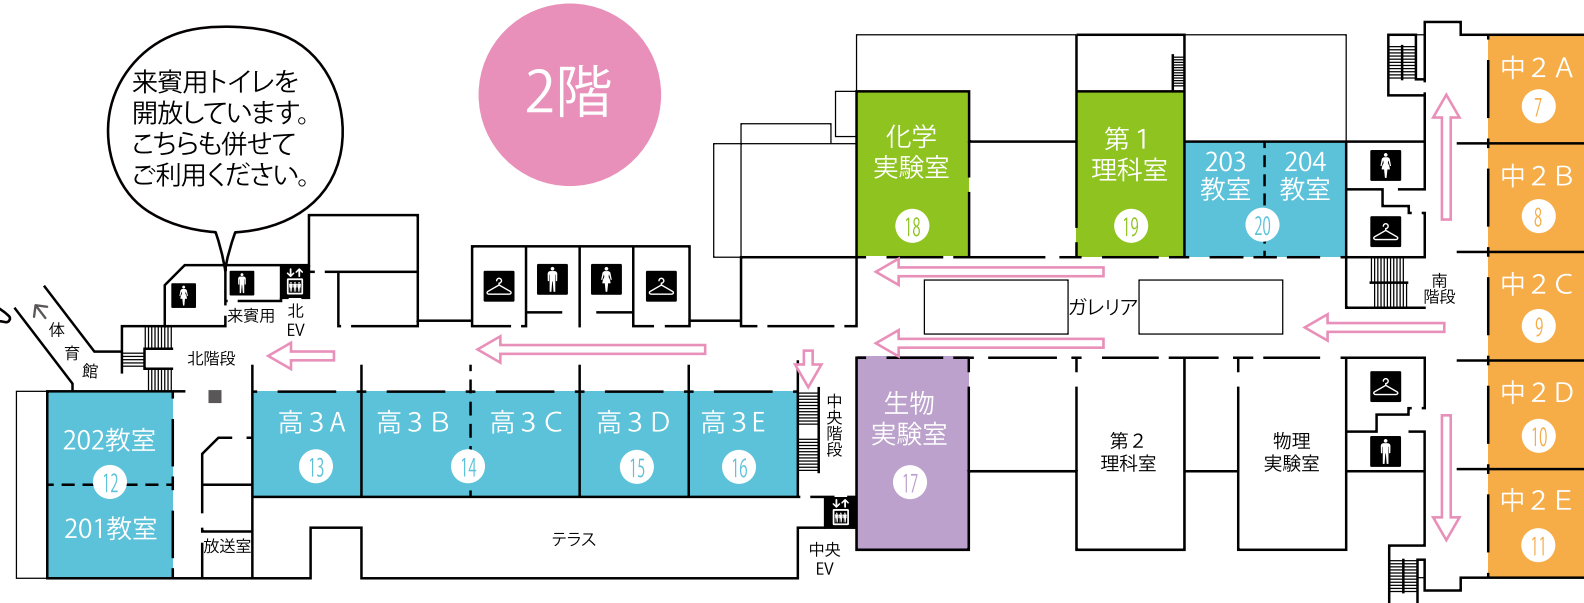 2階
来賓用トイレを
開放しています。
こちらも併せて
ご利用ください。
化学
実験室
18
第1
理科室
19
203
教室
204
教室
20
中2A
7
中2B
8
中2C
9
中2D
10
中2E
11
南
階段
ガレリア
来賓用
北
EV
体
育
館
北階段
202教室
12
201教室
放送室
高3A
13
高3B
14
高3C
高3D
15
高3E
16
中
央
階
段
生物
実験室
17
第2
理科室
物理
実験室
テラス
中央
EV